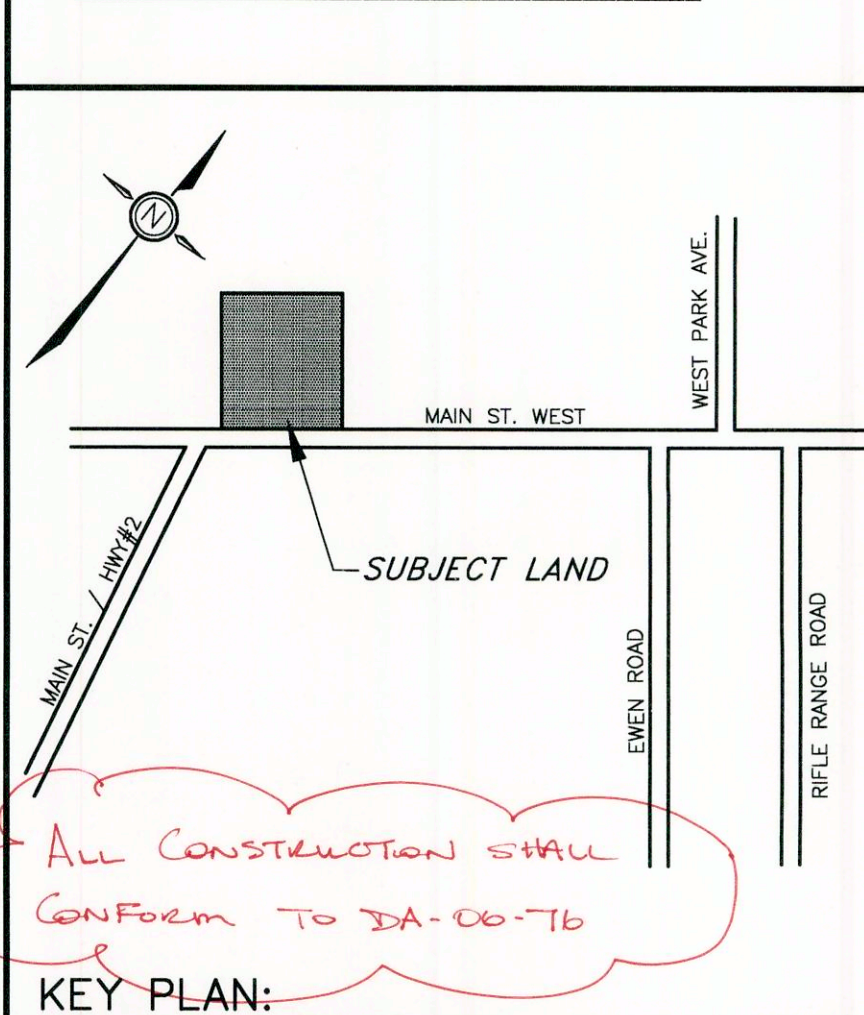 N
WEST PARK AVE.
MAIN ST. WEST
SUBJECT LAND
MAIN ST. / HWY#2
EWEN ROAD
RIFLE RANGE ROAD
ALL CONSTRUCTION SHALL
CONFORM TO DA-06-76
KEY PLAN: